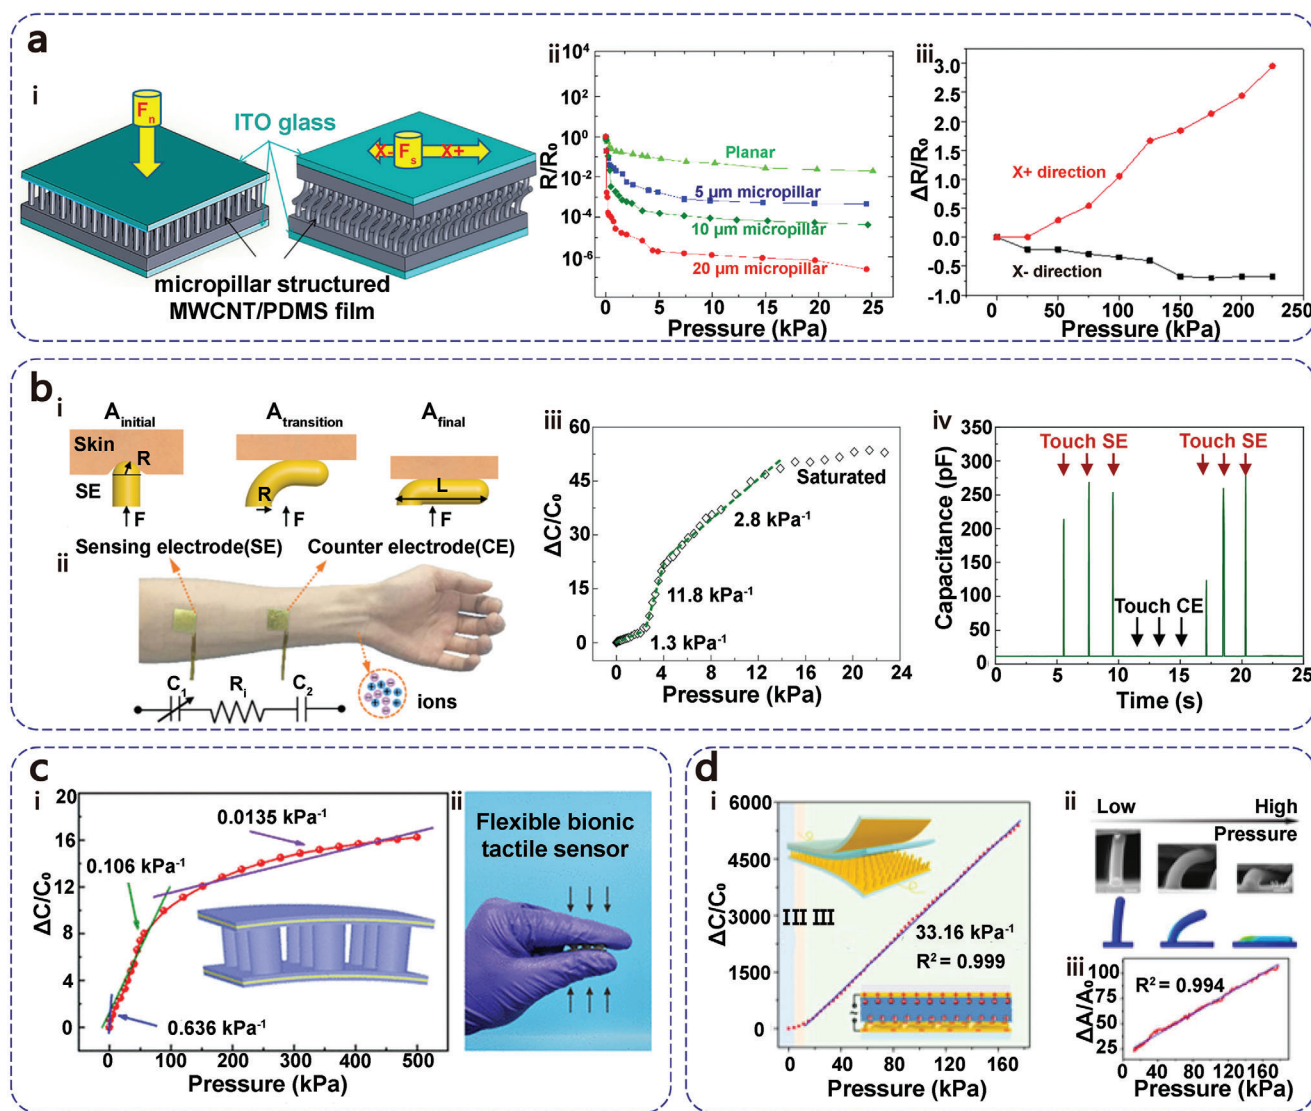 a
i
Fn
ITO glass
X- Fs X+
micropillar structured
MWCNT/PDMS film
ii
10⁴
10²
10⁰
10⁻²
10⁻⁴
10⁻⁶
R/R₀
Planar
5 μm micropillar
10 μm micropillar
20 μm micropillar
0 5 10 15 20 25
Pressure (kPa)
iii
3.0
2.5
2.0
1.5
1.0
0.5
0.0
-0.5
-1.0
ΔR/R₀
X+ direction
X- direction
0 50 100 150 200 250
Pressure (kPa)
b
i
Ainitial
Atransition
Afinal
Skin
R
SE
F
R
F
L
F
Sensing electrode(SE)
Counter electrode(CE)
ii
C₁
Ri
C₂
ions
iii
60
45
30
15
0
ΔC/C₀
Saturated
2.8 kPa⁻¹
11.8 kPa⁻¹
1.3 kPa⁻¹
0 4 8 12 16 20 24
Pressure (kPa)
iv
350
300
250
200
150
100
50
0
Capacitance (pF)
Touch SE
Touch SE
Touch CE
0 5 10 15 20 25
Time (s)
c
i
20
16
12
8
4
0
ΔC/C₀
0.0135 kPa⁻¹
0.106 kPa⁻¹
0.636 kPa⁻¹
0 100 200 300 400 500
Pressure (kPa)
ii
Flexible bionic
tactile sensor
d
i
6000
4500
3000
1500
0
ΔC/C₀
I II III
33.16 kPa⁻¹
R² = 0.999
0 40 80 120 160
Pressure (kPa)
ii
Low
High
Pressure
iii
100
75
50
25
ΔA/A₀
R² = 0.994
0 40 80 120 160
Pressure (kPa)